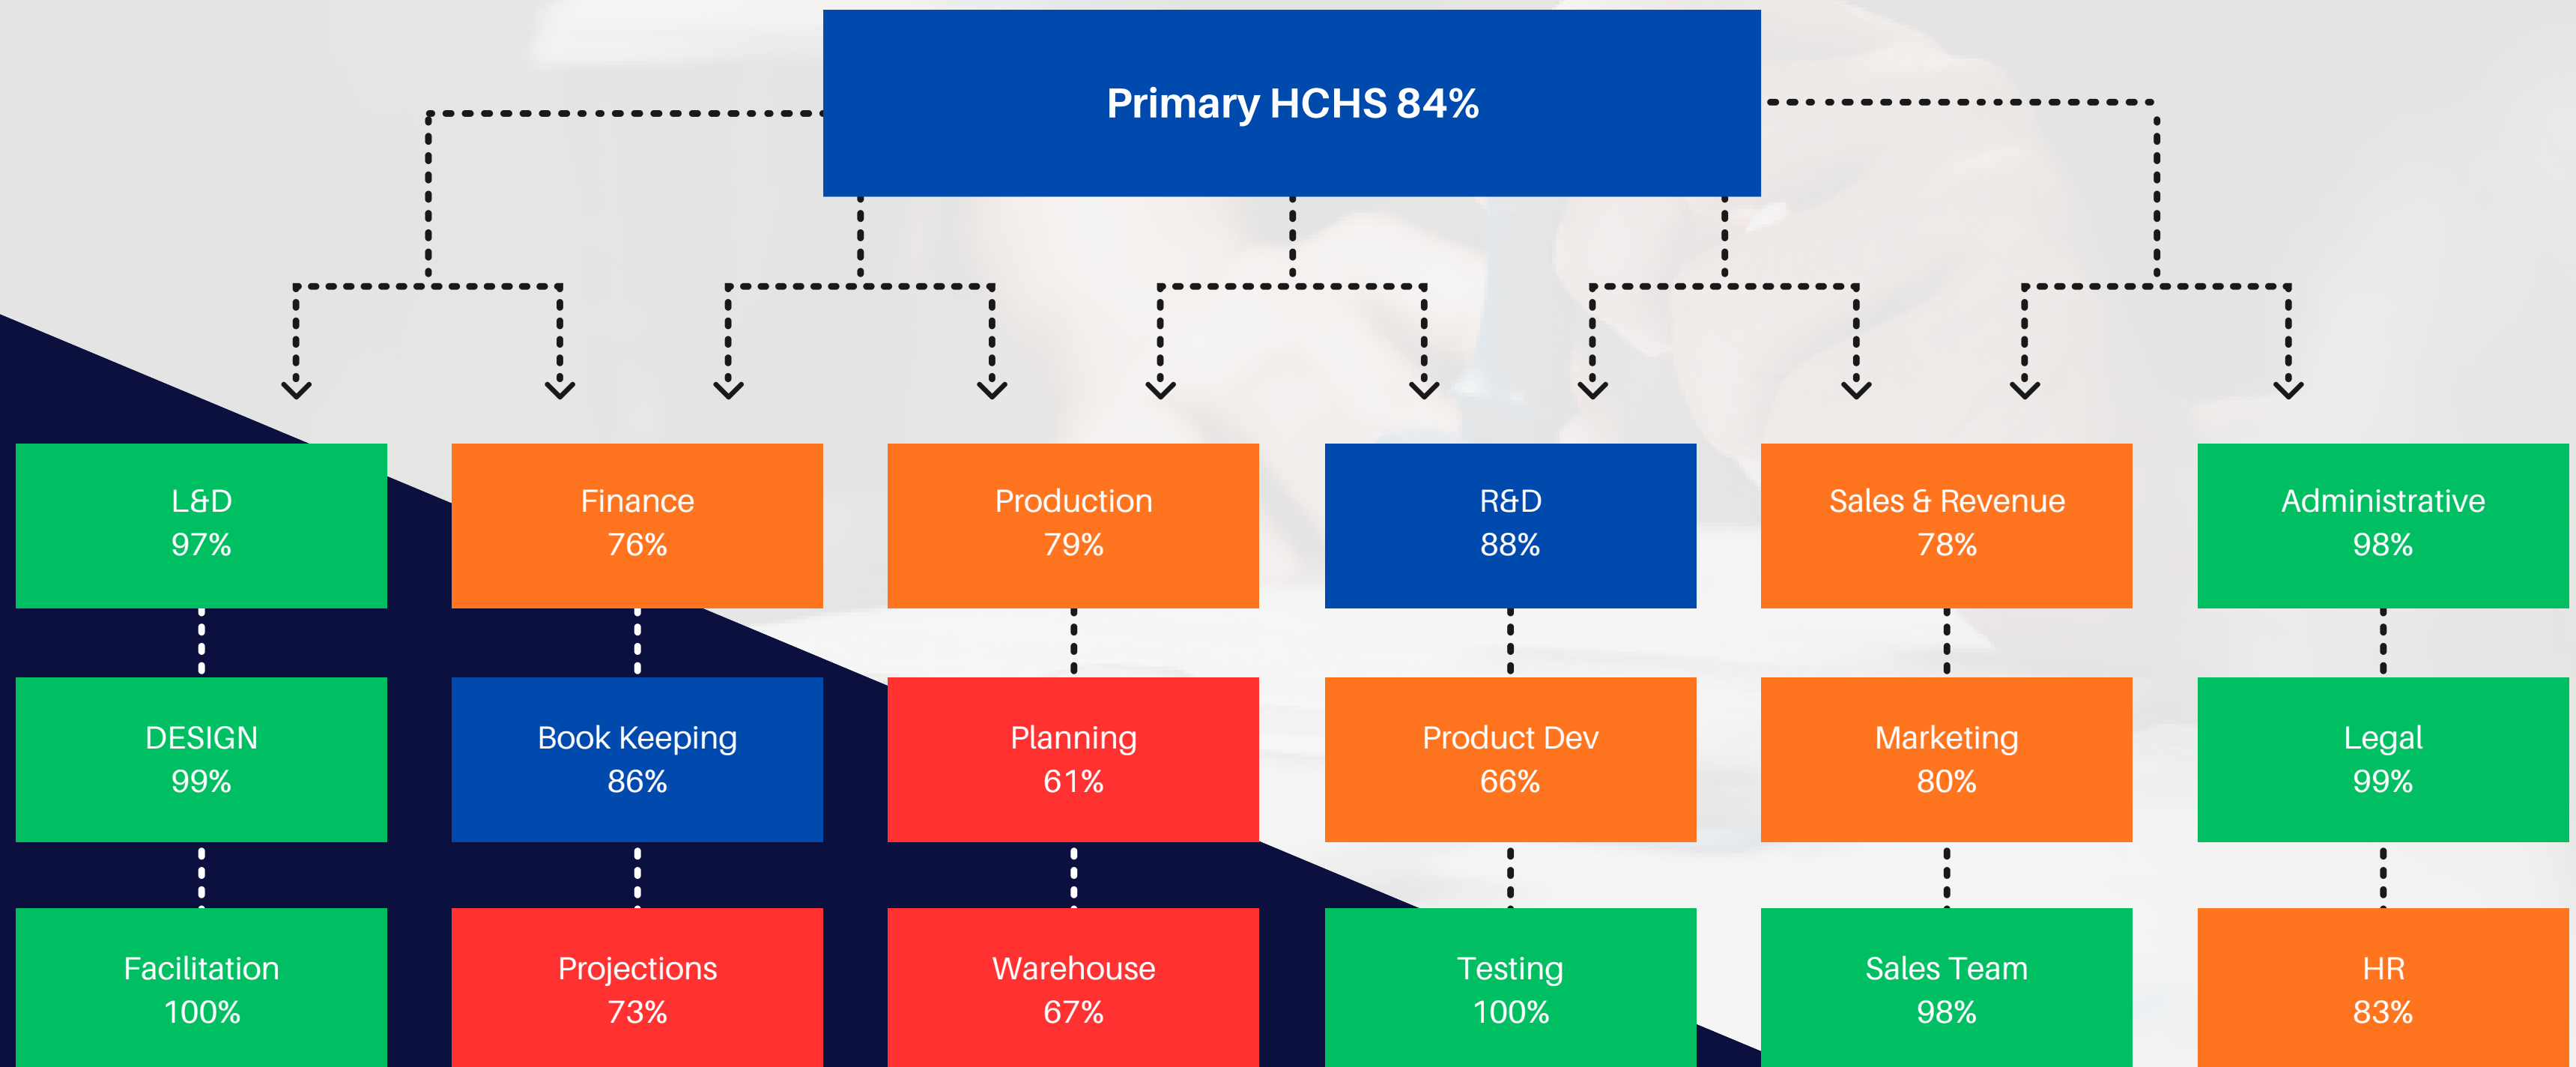 Primary HCHS 84%
L&D
97%
Finance
76%
Production
79%
R&D
88%
Sales & Revenue
78%
Administrative
98%
DESIGN
99%
Book Keeping
86%
Planning
61%
Product Dev
66%
Marketing
80%
Legal
99%
Facilitation
100%
Projections
73%
Warehouse
67%
Testing
100%
Sales Team
98%
HR
83%